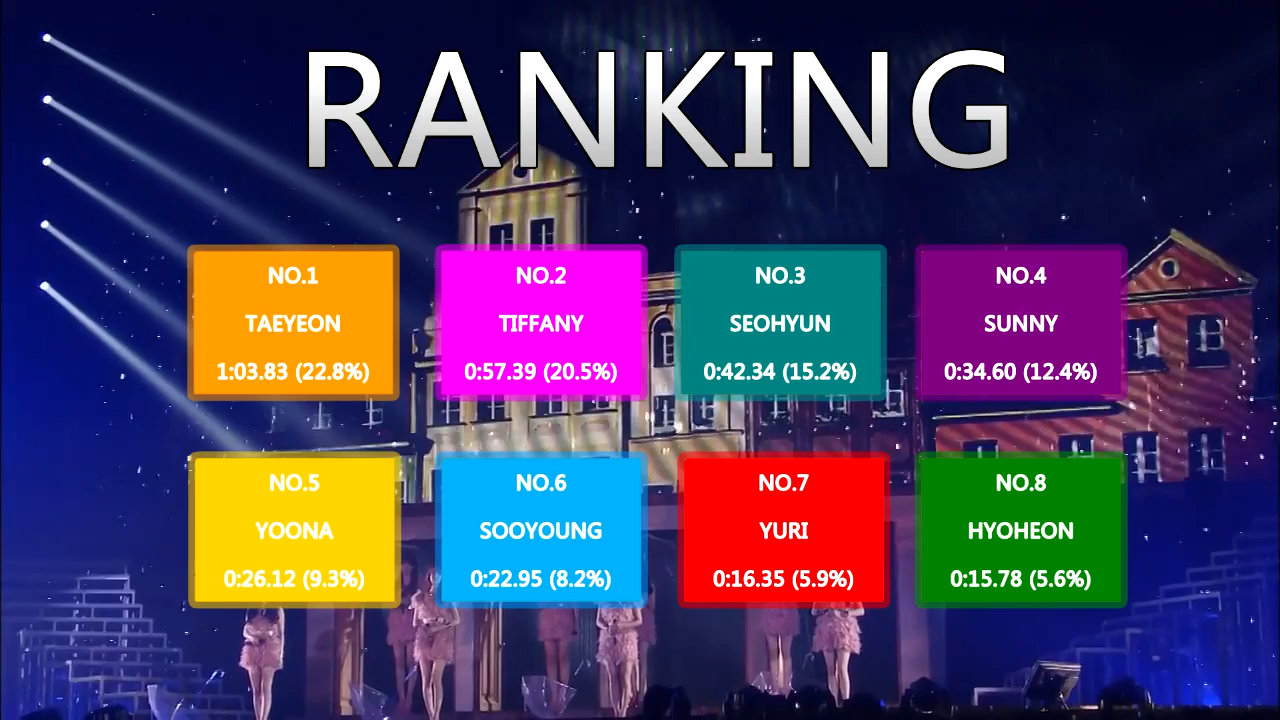 RANKING
NO.1
TAEYEON
1:03.83 (22.8%)
NO.2
TIFFANY
0:57.39 (20.5%)
NO.3
SEOHYUN
0:42.34 (15.2%)
NO.4
SUNNY
0:34.60 (12.4%)
NO.5
YOONA
0:26.12 (9.3%)
NO.6
SOOYOUNG
0:22.95 (8.2%)
NO.7
YURI
0:16.35 (5.9%)
NO.8
HYOHEON
0:15.78 (5.6%)